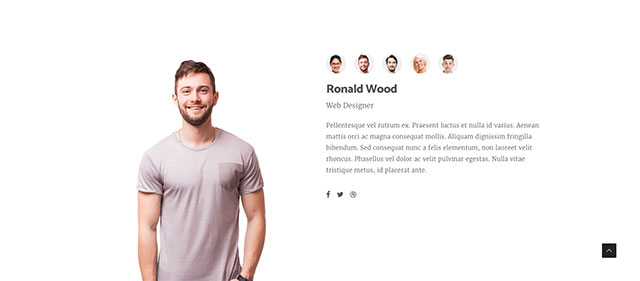 Ronald Wood
Web Designer
Pellentesque vel rutrum ex. Praesent luctus et nulla id varius. Aenean
mattis orci ac magna consequat mollis. Aliquam dignissim fringilla
bibendum. Sed consequat nunc a felis elementum, non laoreet velit
rhoncus. Phasellus vel dolor ac velit pulvinar egestas. Nulla vitae
tristique metus, id placerat ante.